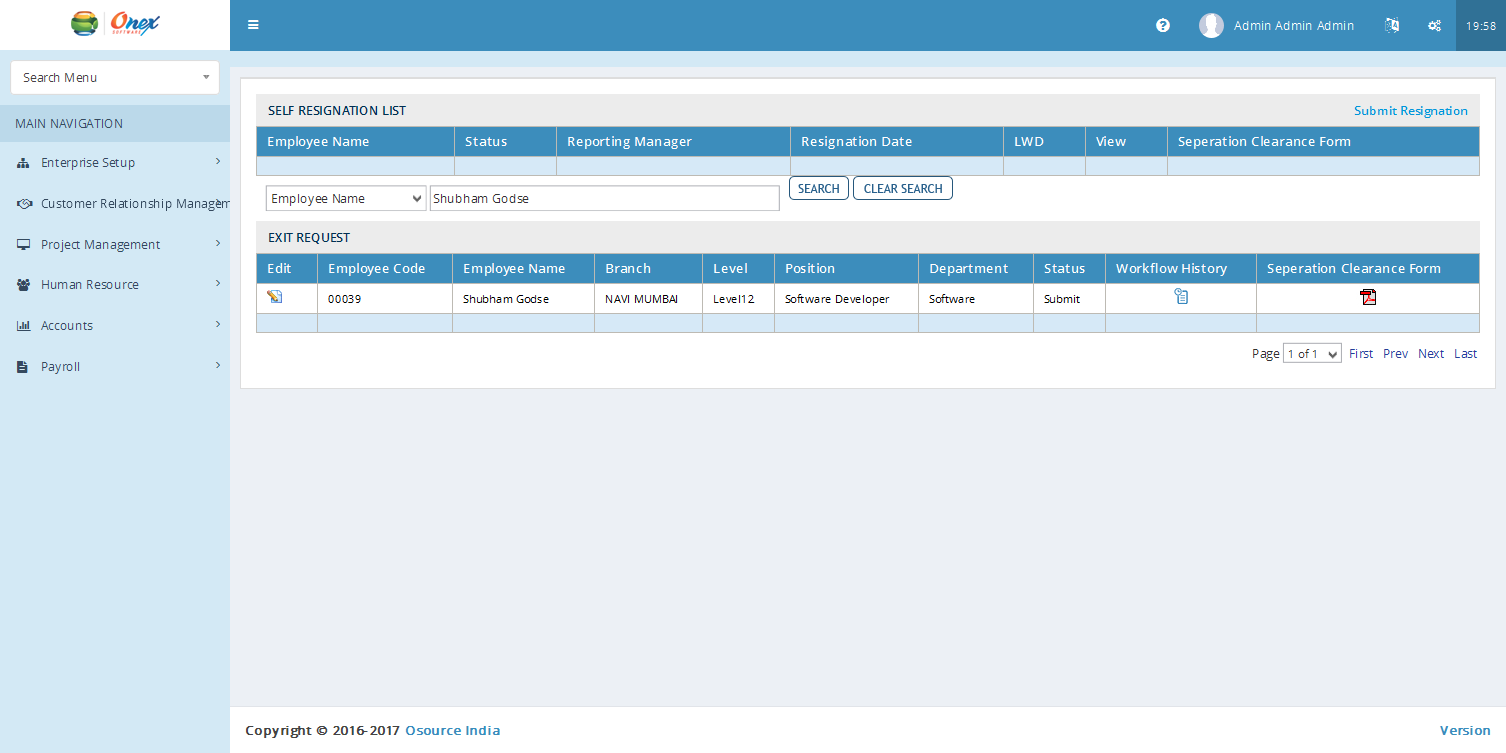 Onex
SOFTWARE
Admin Admin Admin
19:58
Search Menu
MAIN NAVIGATION
Enterprise Setup
Customer Relationship Managem
Project Management
Human Resource
Accounts
Payroll
SELF RESIGNATION LIST Submit Resignation
Employee Name Status Reporting Manager Resignation Date LWD View Seperation Clearance Form
Employee Name Shubham Godse SEARCH CLEAR SEARCH
EXIT REQUEST
Edit Employee Code Employee Name Branch Level Position Department Status Workflow History Seperation Clearance Form
00039 Shubham Godse NAVI MUMBAI Level12 Software Developer Software Submit
Page 1 of 1 First Prev Next Last
Copyright © 2016-2017 Osource India Version